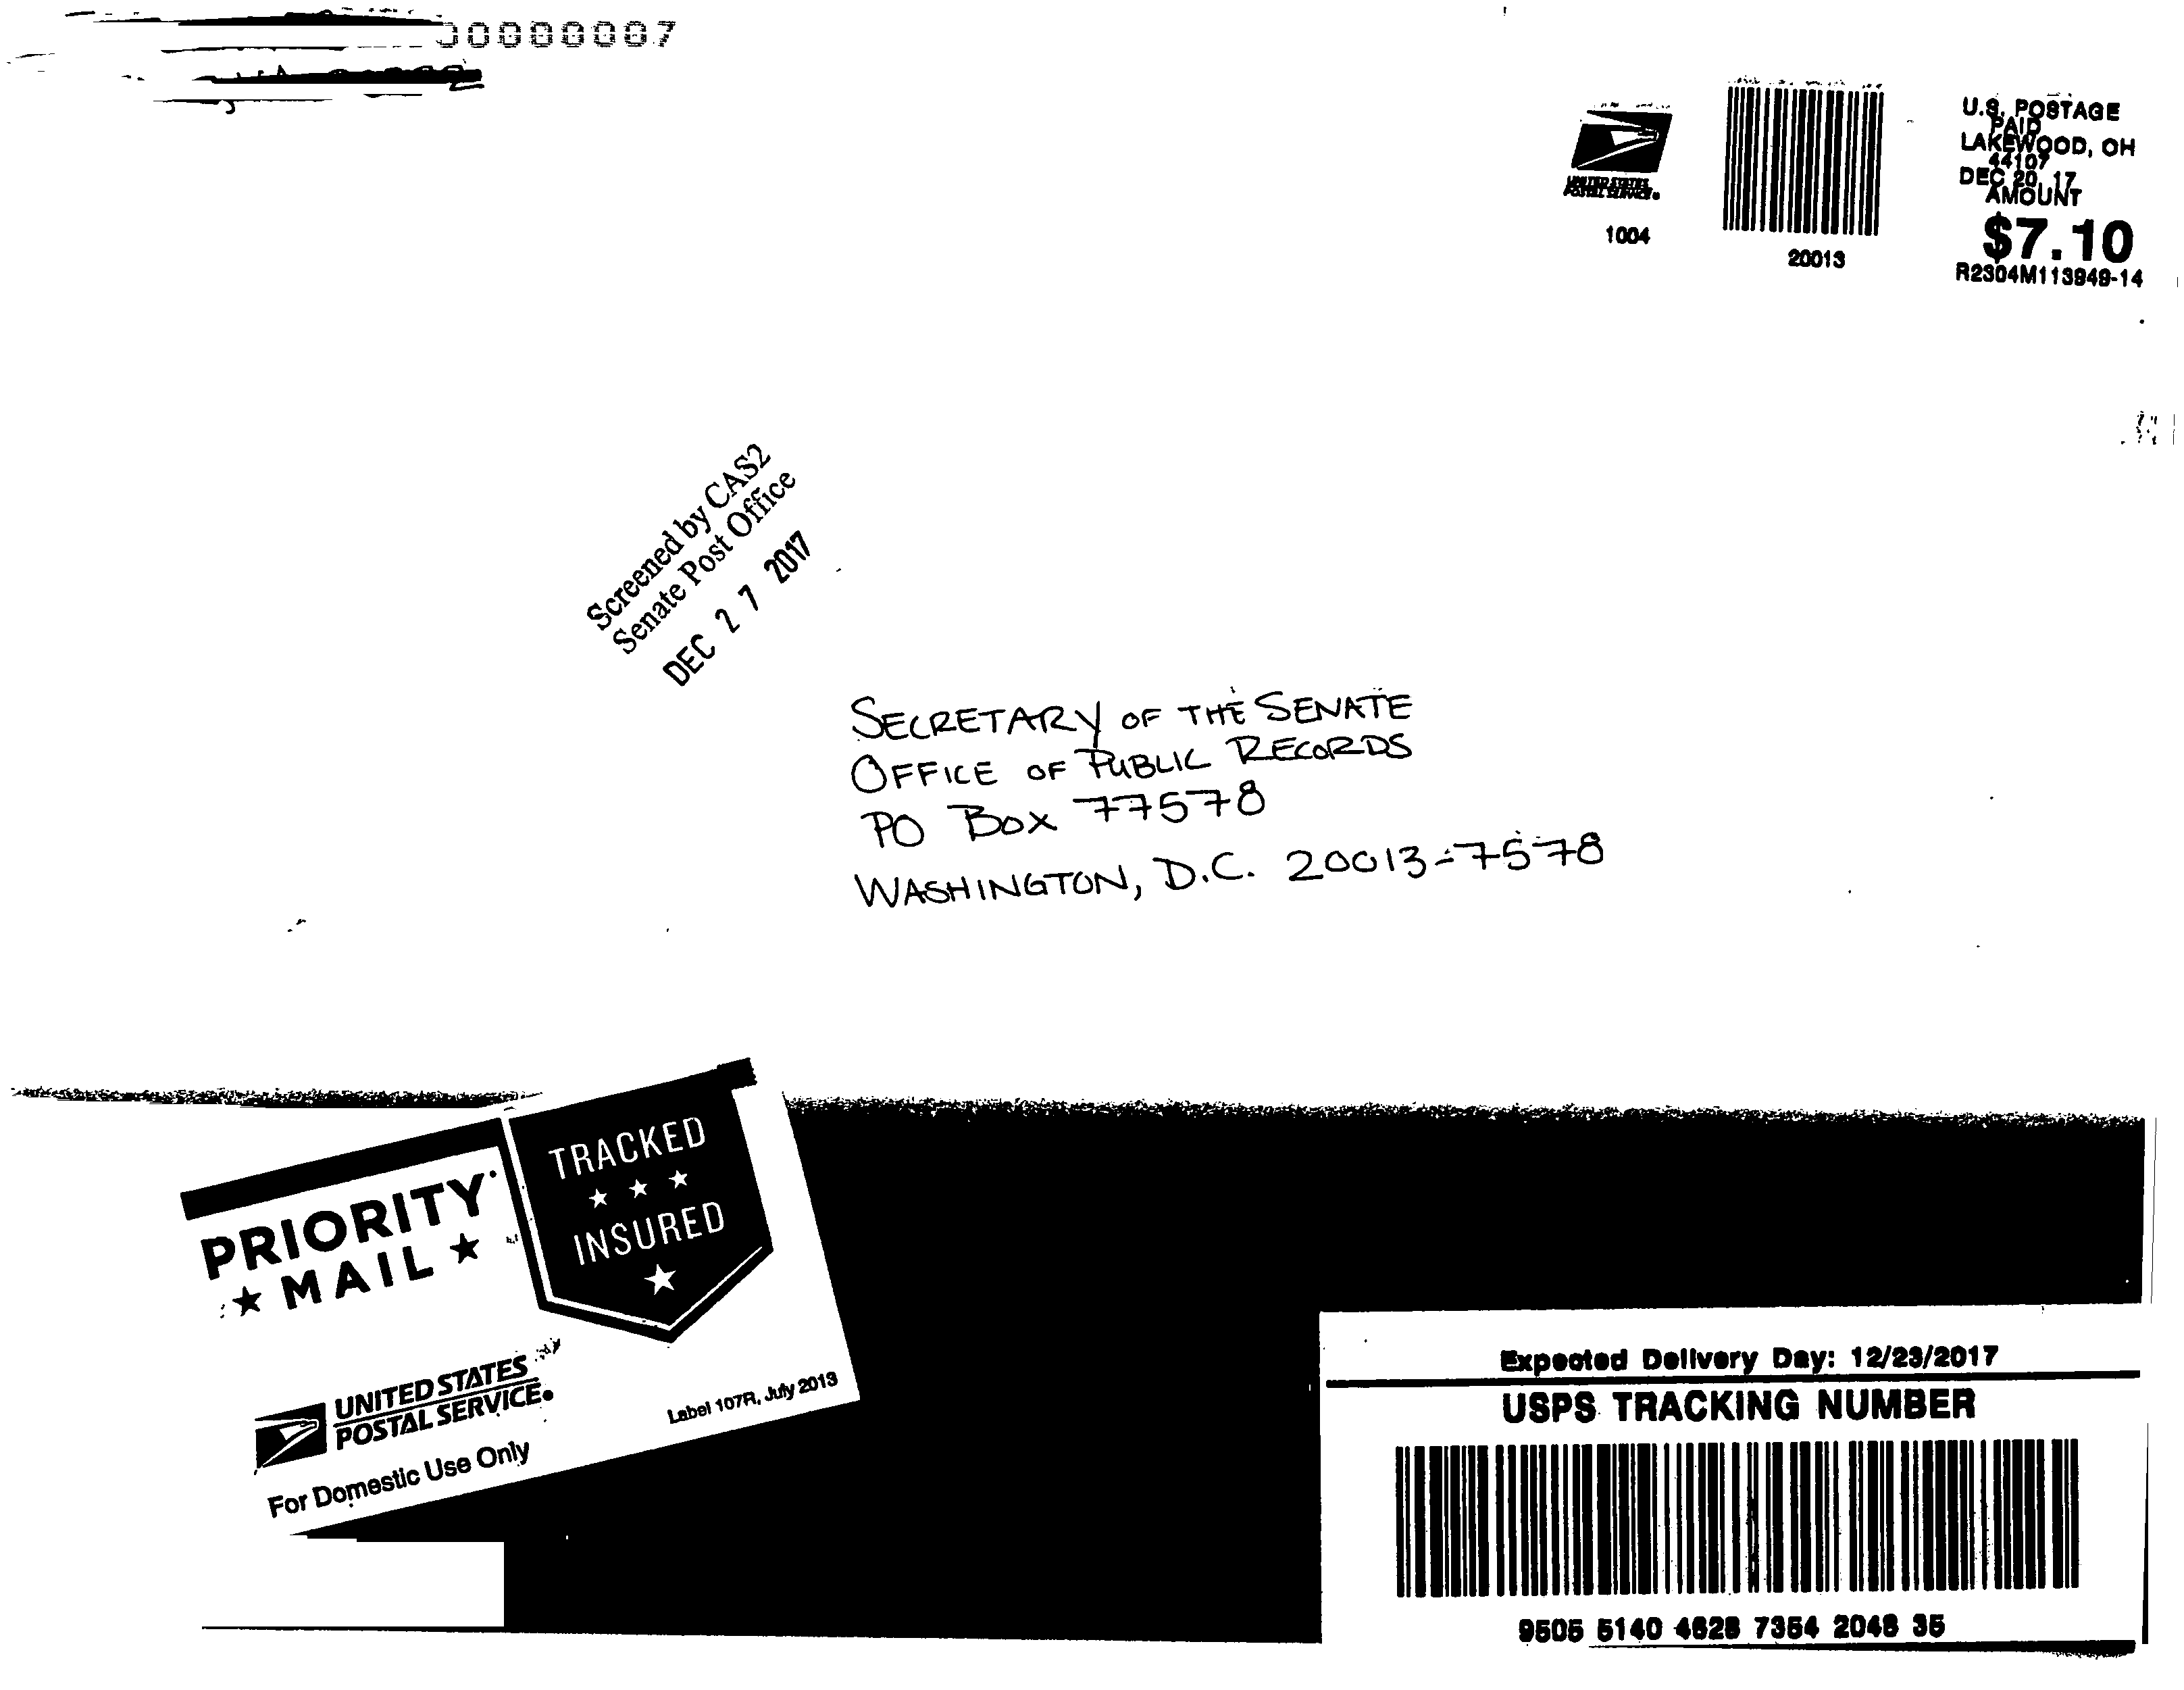 00000007
UNITED STATES
POSTAL SERVICE®
1004
20013
U.S. POSTAGE
PAID
LAKEWOOD, OH
44107
DEC 20, 17
AMOUNT
$7.10
R2304M113949-14
Screened by CAS2
Senate Post Office
DEC 27 2017
SECRETARY OF THE SENATE
OFFICE OF PUBLIC RECORDS
PO BOX 77578
WASHINGTON, D.C. 20013-7578
PRIORITY
★ MAIL ★
TRACKED
★ ★ ★
INSURED
★
UNITED STATES
POSTAL SERVICE®
For Domestic Use Only
Label 107R, July 2013
Expected Delivery Day: 12/23/2017
USPS TRACKING NUMBER
9505 5140 4628 7354 2048 35